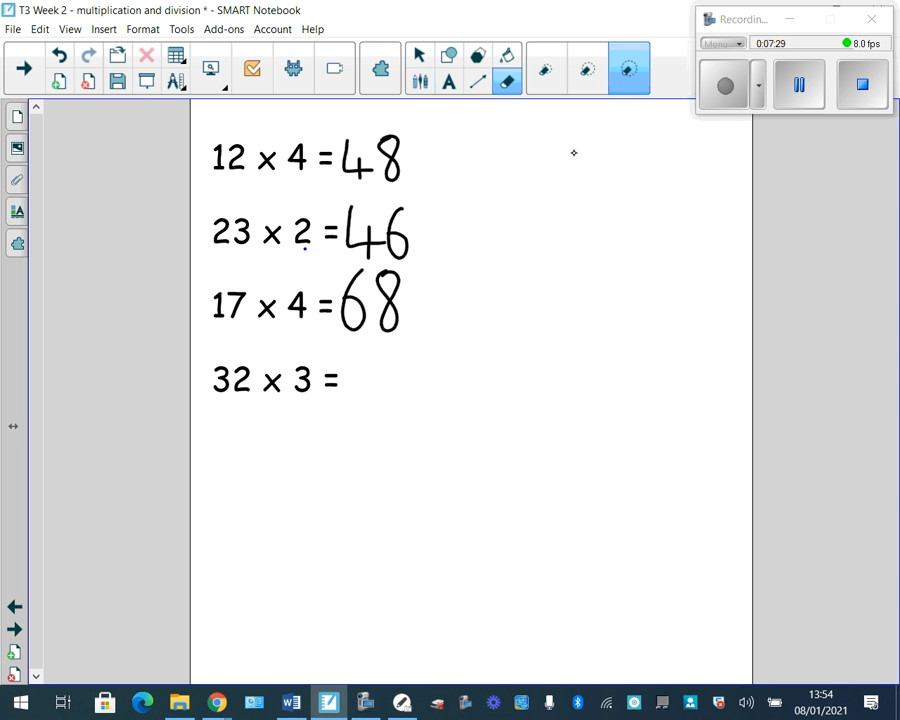 T3 Week 2 - multiplication and division * - SMART Notebook
File Edit View Insert Format Tools Add-ons Account Help
Recordin...
Menu 0:07:29 8.0 fps
12 x 4 = 48
23 x 2 = 46
17 x 4 = 68
32 x 3 =
13:54
08/01/2021